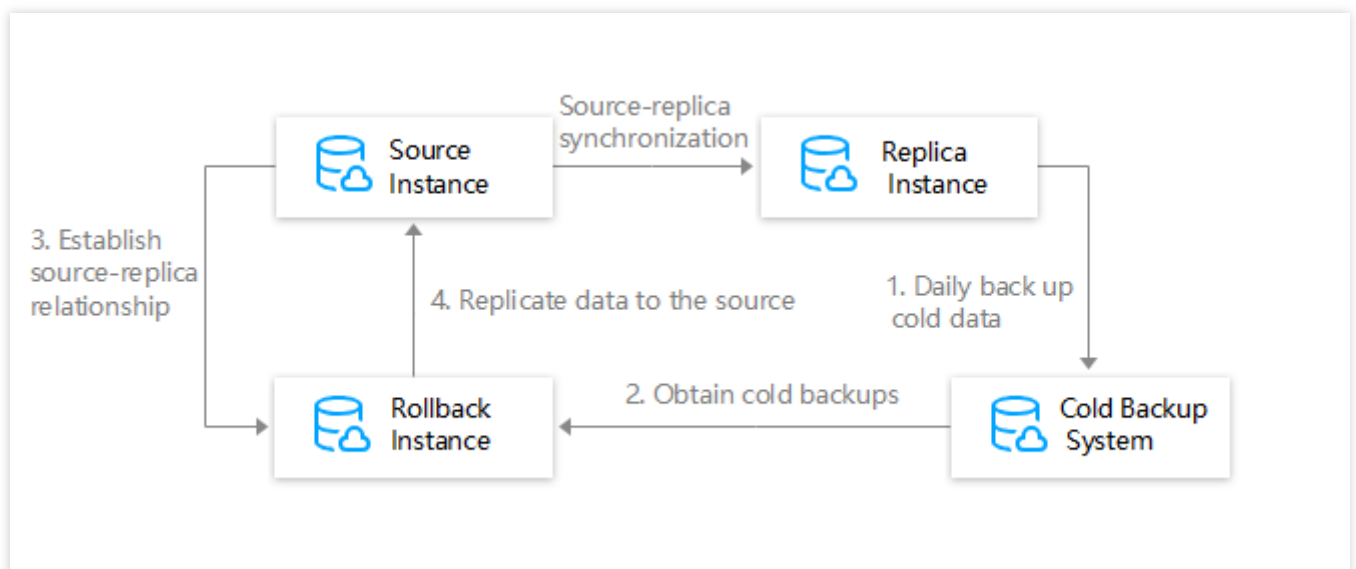 Source-replica
synchronization
Source
Instance
Replica
Instance
3. Establish
source-replica
relationship
4. Replicate data to the source
1. Daily back up
cold data
Rollback
Instance
2. Obtain cold backups
Cold Backup
System